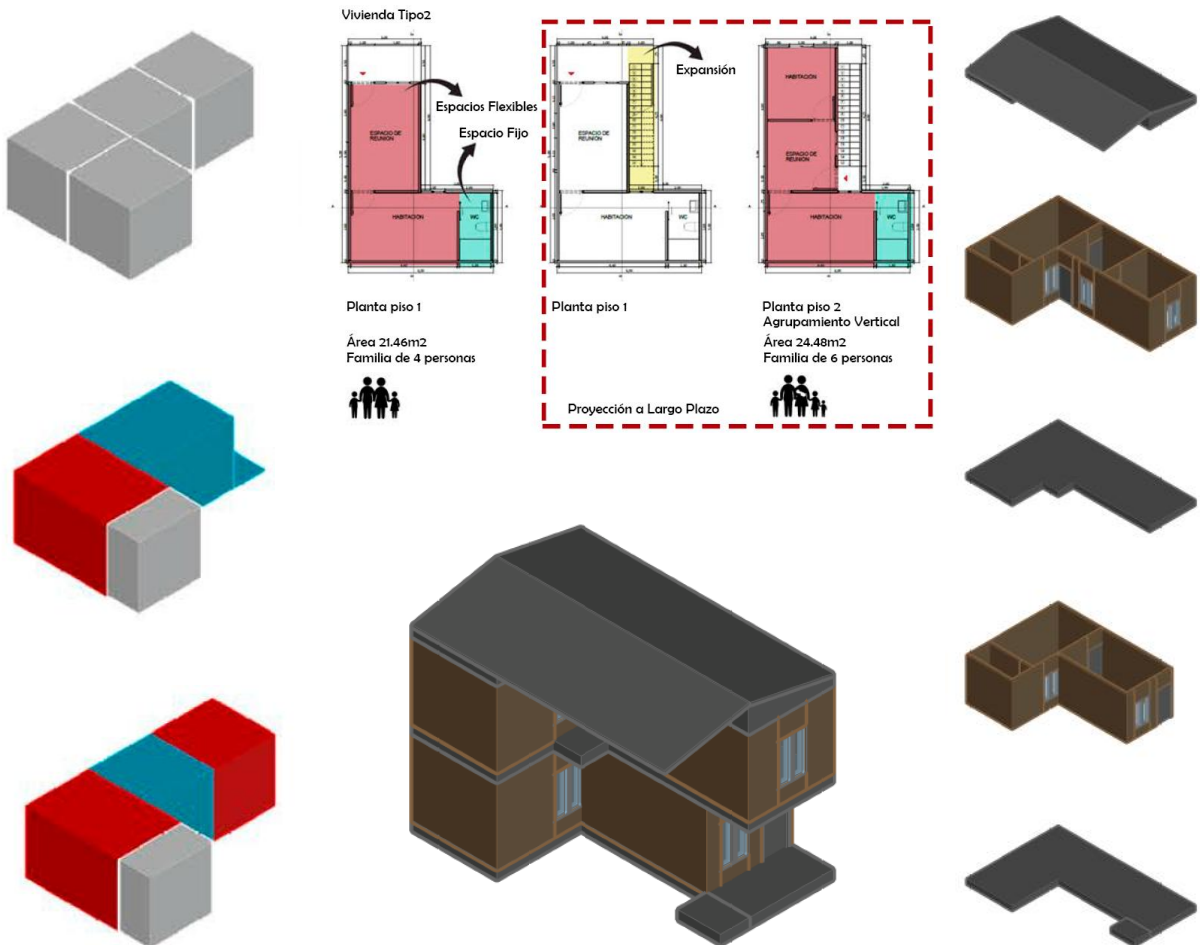 Vivienda Tipo2
Espacios Flexibles
Espacio Fijo
ESPACIO DE
REUNION
HABITACION
WC
Planta piso 1
Área 21.46m2
Familia de 4 personas
Expansión
ESPACIO DE
REUNION
HABITACION
WC
Planta piso 1
Proyección a Largo Plazo
HABITACION
ESPACIO DE
REUNION
HABITACION
WC
Planta piso 2
Agrupamiento Vertical
Área 24.48m2
Familia de 6 personas